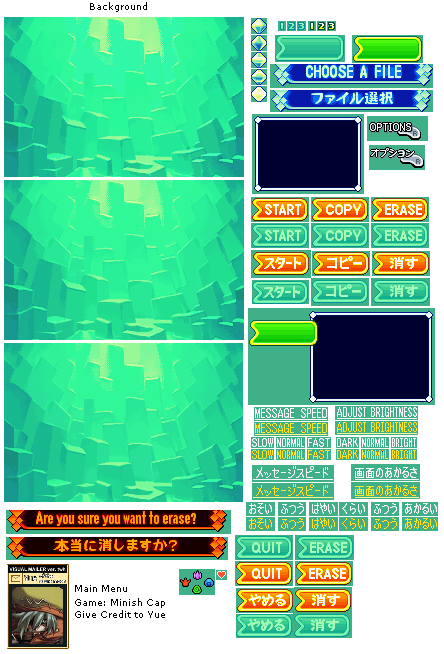 Background
1 2 3 1 2 3
CHOOSE A FILE
ファイル選択
OPTIONS
オプション
START COPY ERASE
START COPY ERASE
スタート コピー 消す
スタート コピー 消す
MESSAGE SPEED ADJUST BRIGHTNESS
MESSAGE SPEED ADJUST BRIGHTNESS
SLOW NORMAL FAST DARK NORMAL BRIGHT
SLOW NORMAL FAST DARK NORMAL BRIGHT
メッセージスピード 画面のあかるさ
メッセージスピード 画面のあかるさ
おそい ふつう はやい くらい ふつう あかるい
おそい ふつう はやい くらい ふつう あかるい
Are you sure you want to erase?
本当に消しますか？
QUIT ERASE
QUIT ERASE
やめる 消す
やめる 消す
VISUAL MAILER ver.
Main Menu
Game: Minish Cap
Give Credit to Yue